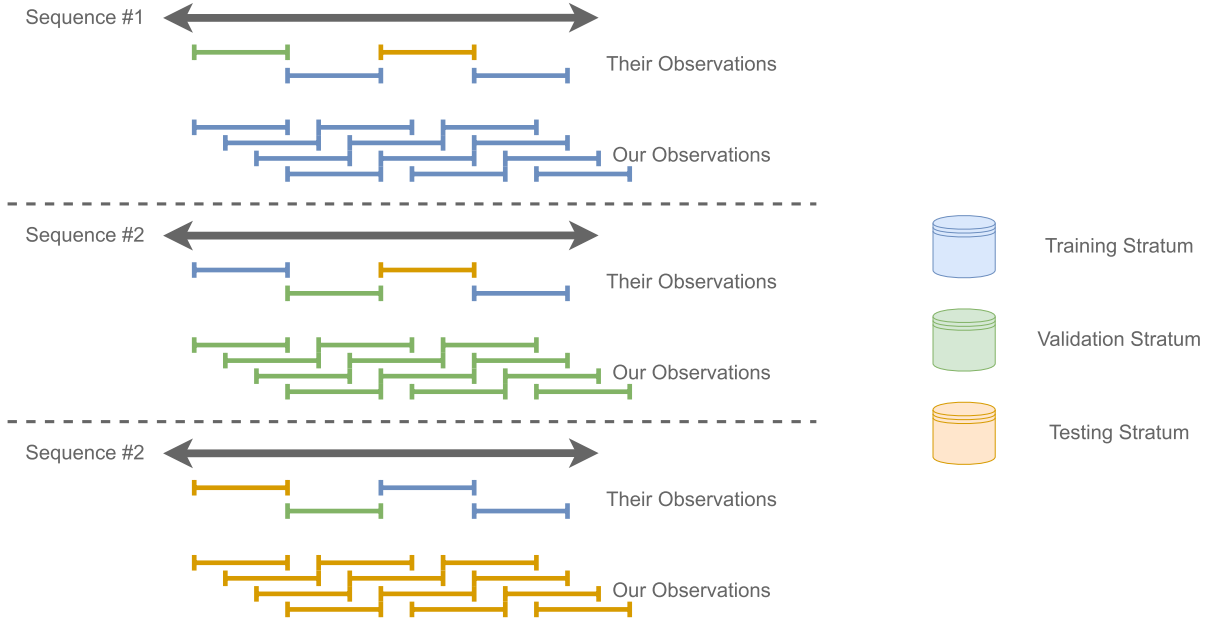 Sequence #1
Their Observations
Our Observations
Sequence #2
Their Observations
Our Observations
Sequence #2
Their Observations
Our Observations
Training Stratum
Validation Stratum
Testing Stratum